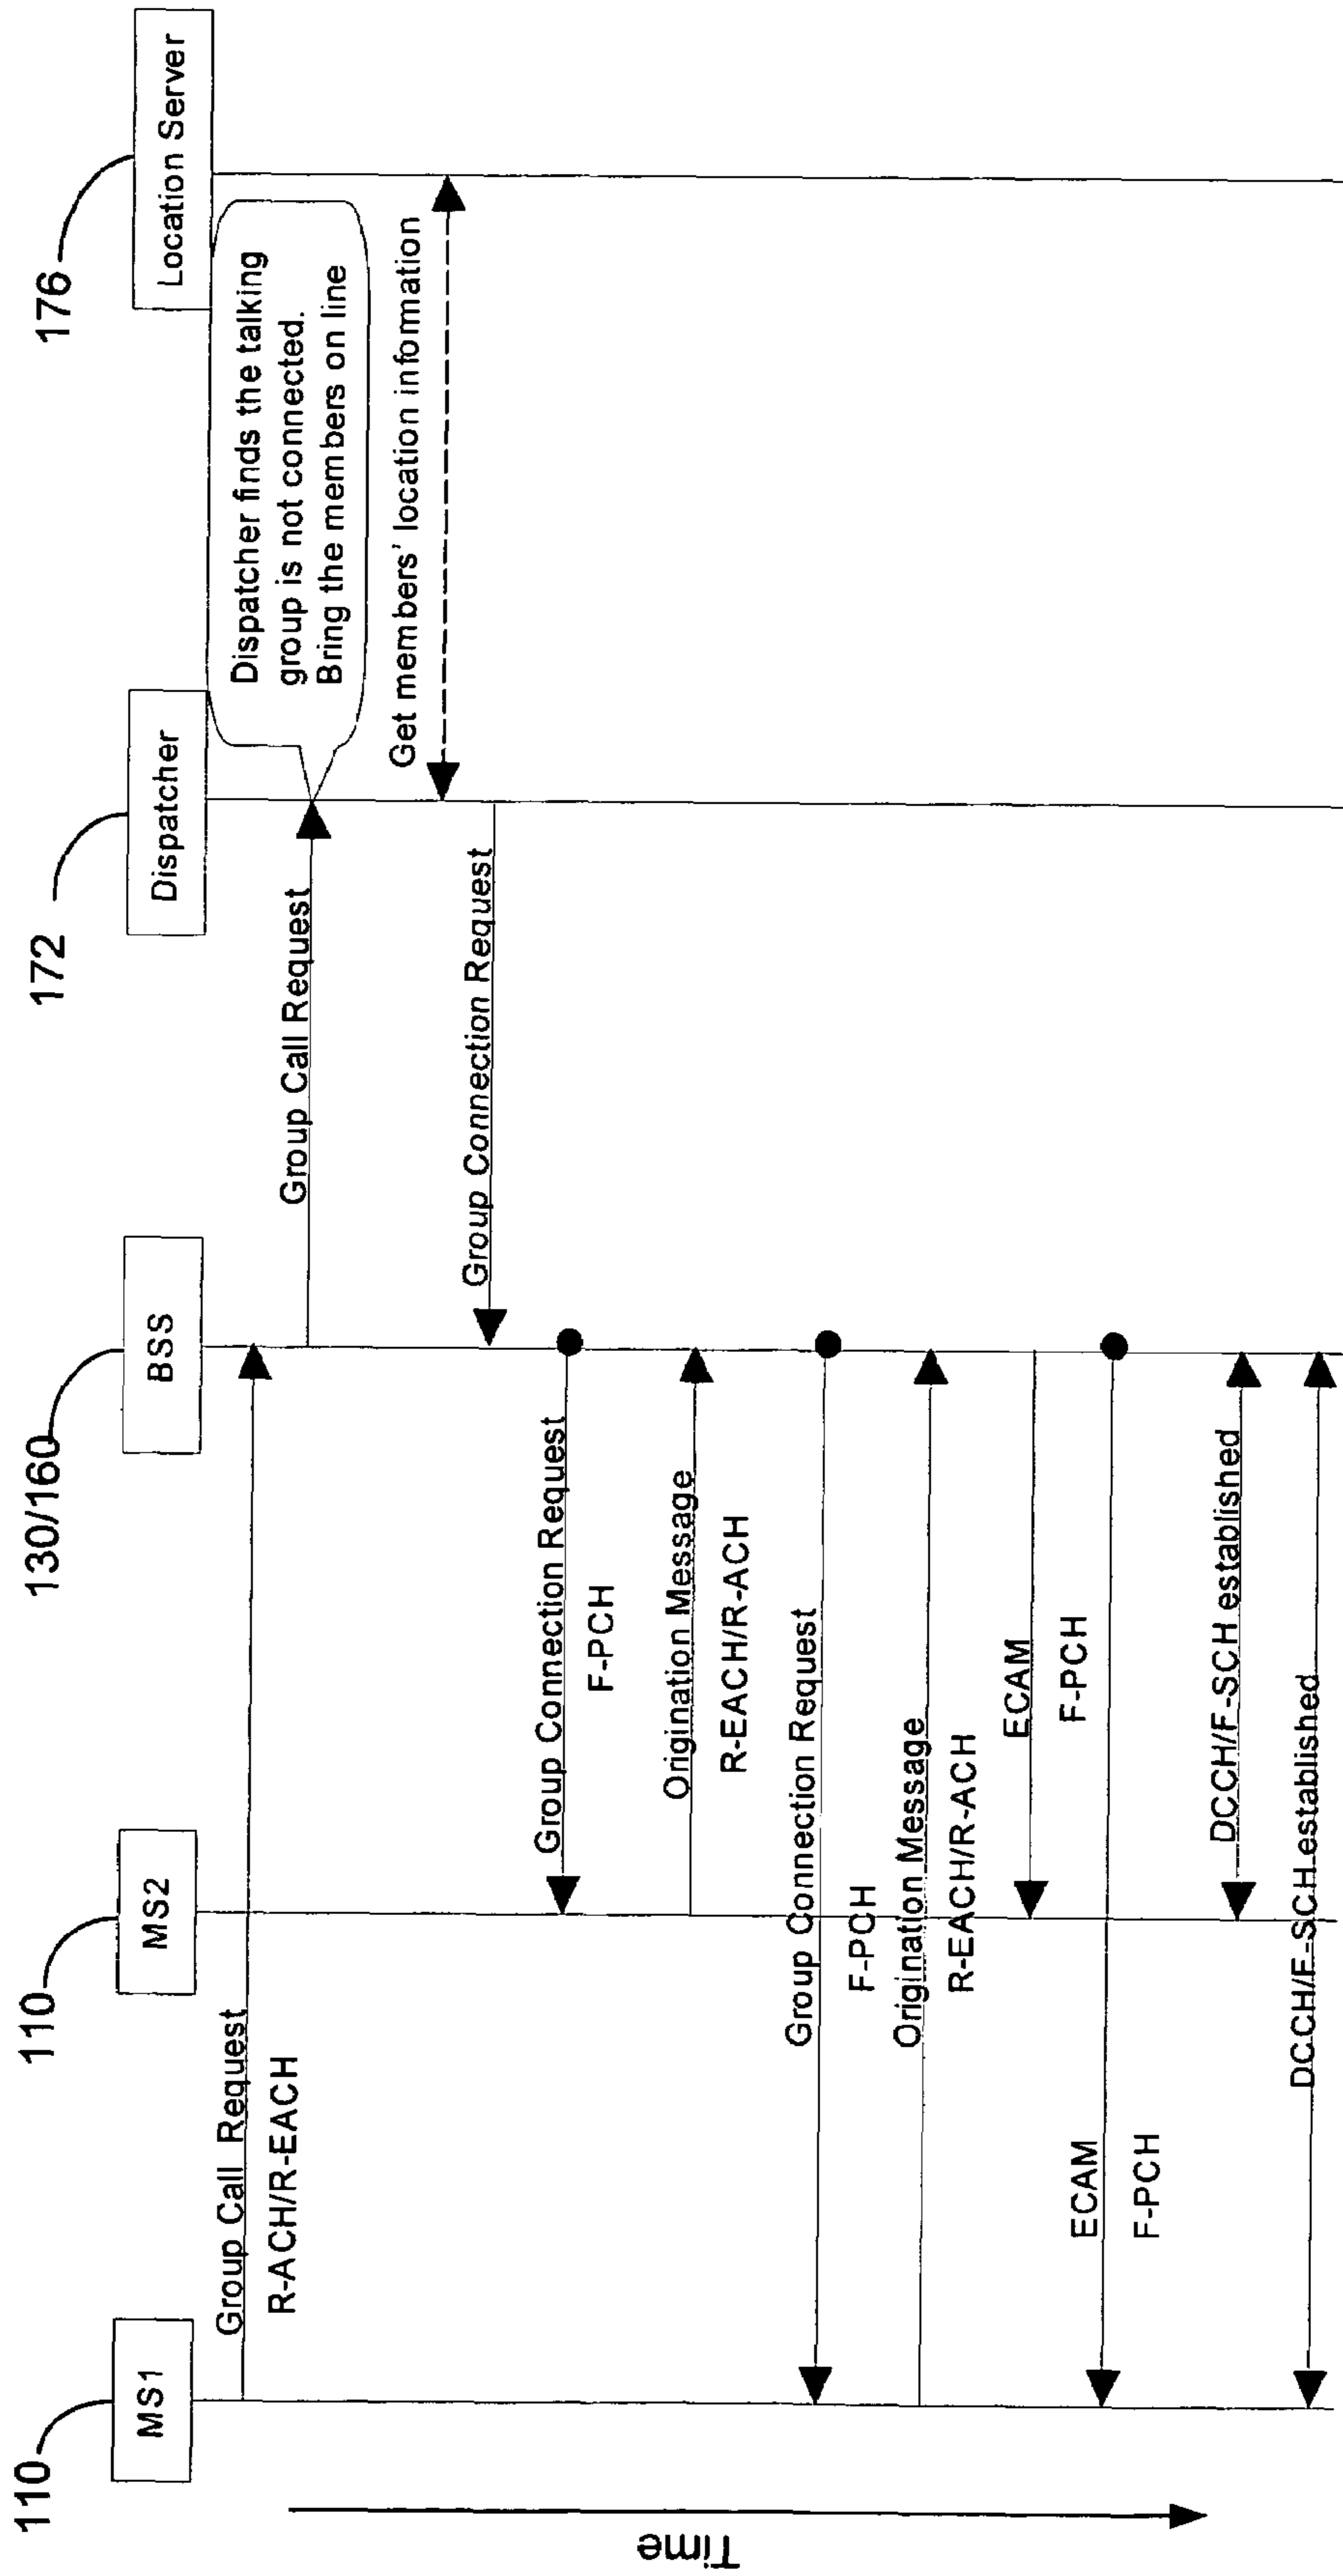 110
MS1
110
MS2
130/160
BSS
172
Dispatcher
176
Location Server
Time
Group Call Request
R-ACH/R-EACH
Group Call Request
Dispatcher finds the talking
group is not connected.
Bring the members on line
Get members' location information
Group Connection Request
Group Connection Request
F-PCH
Origination Message
R-EACH/R-ACH
Group Connection Request
F-PCH
Origination Message
R-EACH/R-ACH
ECAM
F-PCH
ECAM
F-PCH
DCCH/F-SCH established
DCCH/F-SCH established